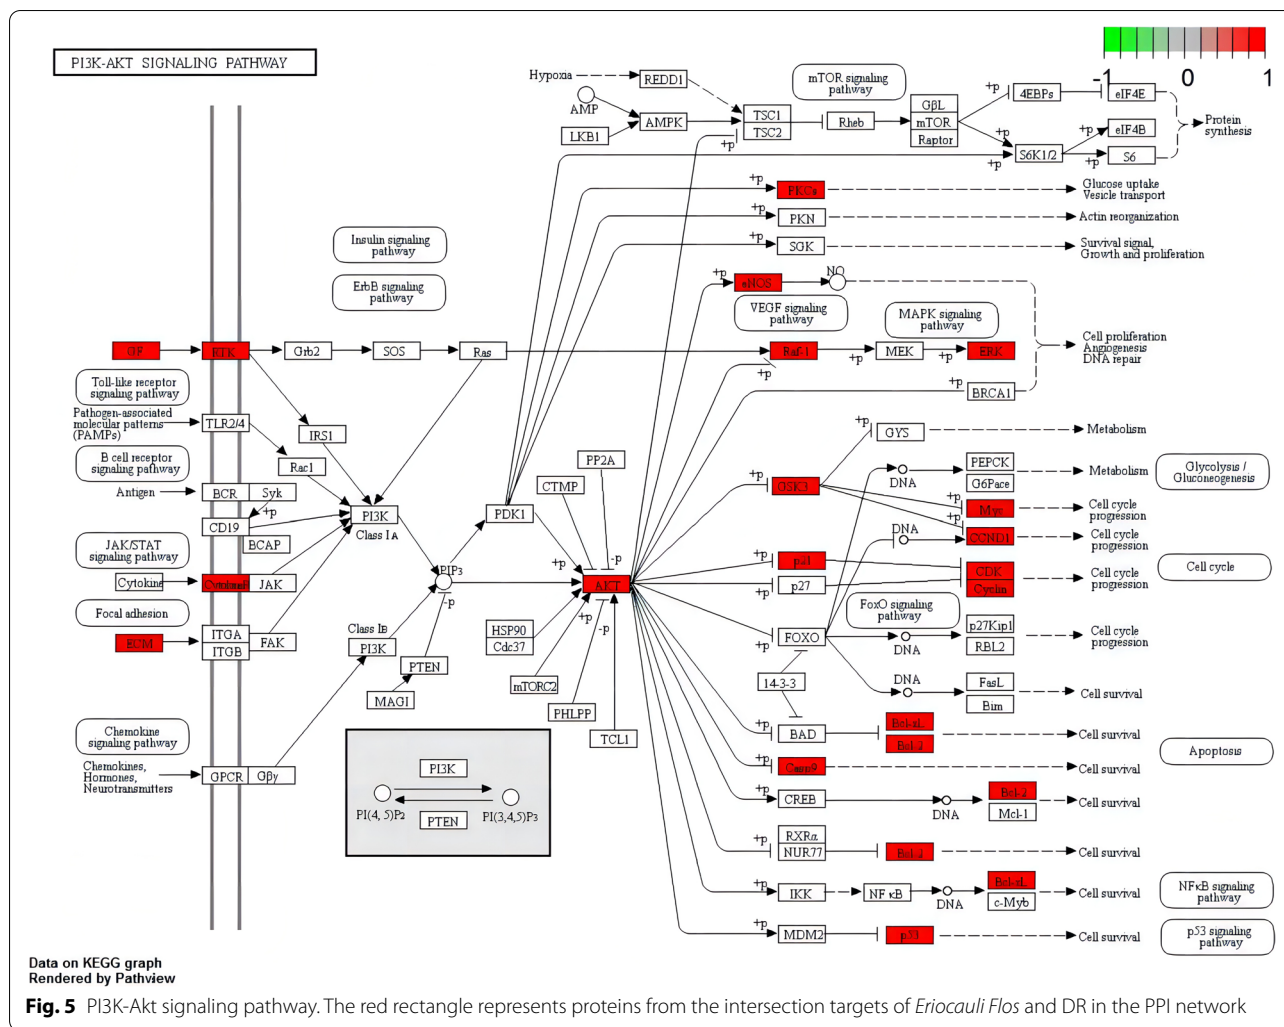 PI3K-AKT SIGNALING PATHWAY
-1 0 1
Hypoxia
REDD1
mTOR signaling
pathway
AMP
LKB1
AMPK
TSC1
TSC2
+p
Rheb
GβL
mTOR
Raptor
+p
4EBPs
eIF4E
+p
+p
eIF4B
Protein
synthesis
S6K1/2
+p
+p
S6
+p
PKCs
Glucose uptake
Vesicle transport
+p
PKN
Actin reorganization
+p
SGK
Survival signal,
Growth and proliferation
Insulin signaling
pathway
ErbB signaling
pathway
+p
eNOS
NO
VEGF signaling
pathway
MAPK signaling
pathway
GF
RTK
Grb2
SOS
Ras
Raf-1
+p
+p
MEK
+p
ERK
Cell proliferation
Angiogenesis
DNA repair
+p
BRCA1
Toll-like receptor
signaling pathway
Pathogen-associated
molecular patterns
(PAMPs)
TLR2/4
IRS1
Rac1
B cell receptor
signaling pathway
Antigen
BCR
Syk
+p
CD19
BCAP
PI3K
Class IA
+p
GYS
Metabolism
PP2A
CTMP
PDK1
+p
GSK3
DNA
PEPCK
G6Pace
Metabolism
Glycolysis /
Gluconeogenesis
+p
Myc
Cell cycle
progression
DNA
+p
CCND1
Cell cycle
progression
JAK/STAT
signaling pathway
Cytokine
CytokineR
JAK
PIP3
-p
+p
-p
AKT
+p
-p
+p
p21
+p
p27
CDK
Cyclin
Cell cycle
progression
Cell cycle
Focal adhesion
ECM
ITGA
ITGB
FAK
Class IB
PI3K
PTEN
MAGI
HSP90
Cdc37
mTORC2
PHLPP
TCL1
FoxO signaling
pathway
+p
FOXO
DNA
p27Kip1
RBL2
Cell cycle
progression
14-3-3
DNA
FasL
Bim
Cell survival
Chemokine
signaling pathway
Chemokines,
Hormones,
Neurotransmitters
GPCR
Gβγ
PI3K
PI(4, 5)P2
PI(3,4,5)P3
PTEN
+p
BAD
Bcl-xL
Bcl-2
Cell survival
Apoptosis
+p
Casp9
Cell survival
+p
CREB
DNA
Bcl-2
Mcl-1
Cell survival
+p
RXRα
NUR77
Bcl-2
Cell survival
+p
IKK
NFκB
DNA
Bcl-xL
c-Myb
Cell survival
NFκB signaling
pathway
+p
MDM2
p53
Cell survival
p53 signaling
pathway
Data on KEGG graph
Rendered by Pathview
Fig. 5 PI3K-Akt signaling pathway. The red rectangle represents proteins from the intersection targets of Eriocauli Flos and DR in the PPI network